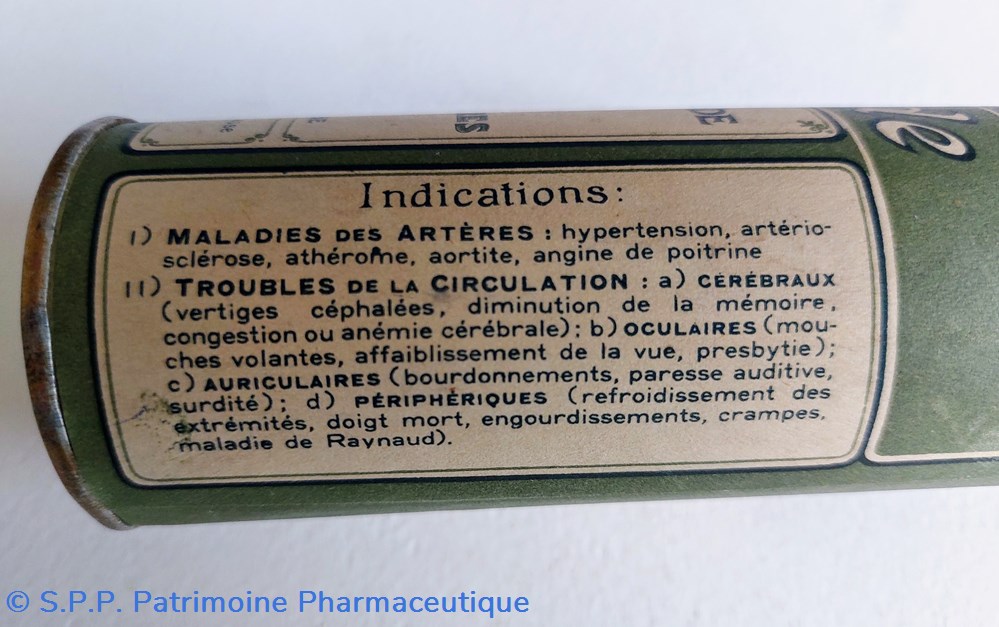 DE
Indications:
I) MALADIES DES ARTÈRES : hypertension, artério-
sclérose, athérome, aortite, angine de poitrine
II) TROUBLES DE LA CIRCULATION : a) CÉRÉBRAUX
(vertiges céphalées, diminution de la mémoire,
congestion ou anémie cérébrale); b) OCULAIRES (mou-
ches volantes, affaiblissement de la vue, presbytie);
c) AURICULAIRES (bourdonnements, paresse auditive,
surdité); d) PÉRIPHÉRIQUES (refroidissement des
extrémités, doigt mort, engourdissements, crampes,
maladie de Raynaud).
© S.P.P. Patrimoine Pharmaceutique